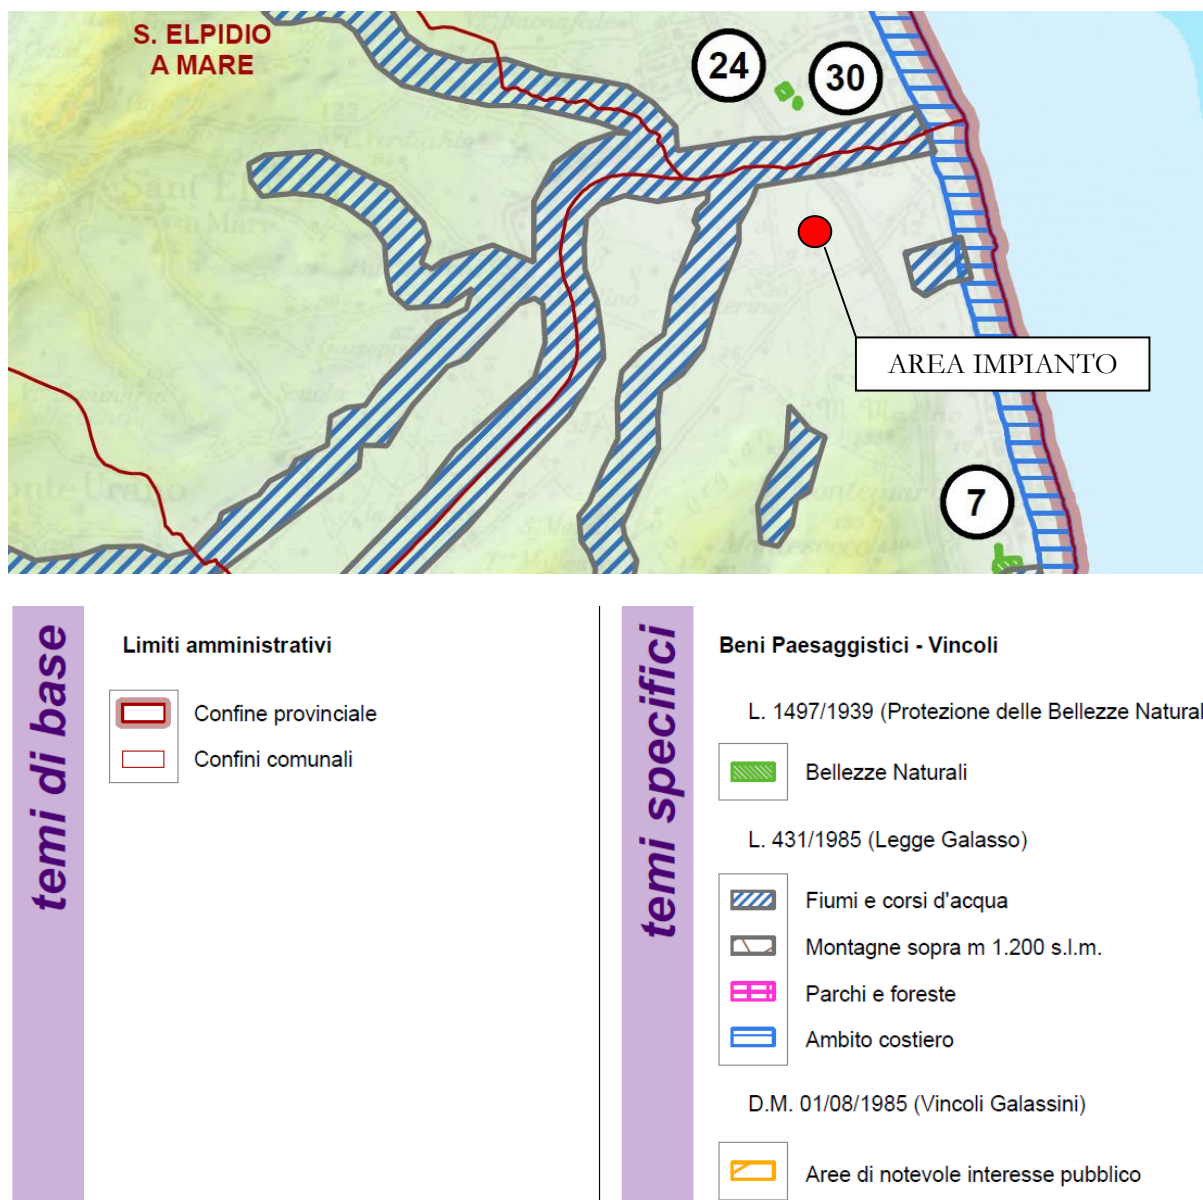 S. ELPIDIO
A MARE
24
30
AREA IMPIANTO
7
temi di base
Limiti amministrativi
Confine provinciale
Confini comunali
temi specifici
Beni Paesaggistici - Vincoli
L. 1497/1939 (Protezione delle Bellezze Natural
Bellezze Naturali
L. 431/1985 (Legge Galasso)
Fiumi e corsi d'acqua
Montagne sopra m 1.200 s.l.m.
Parchi e foreste
Ambito costiero
D.M. 01/08/1985 (Vincoli Galassini)
Aree di notevole interesse pubblico